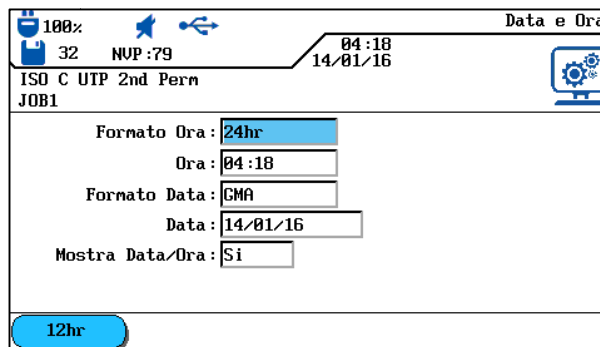 100% Data e Ora
32 NVP:79 04:18
14/01/16
ISO C UTP 2nd Perm
JOB1
Formato Ora: 24hr
Ora: 04:18
Formato Data: GMA
Data: 14/01/16
Mostra Data/Ora: Si
12hr